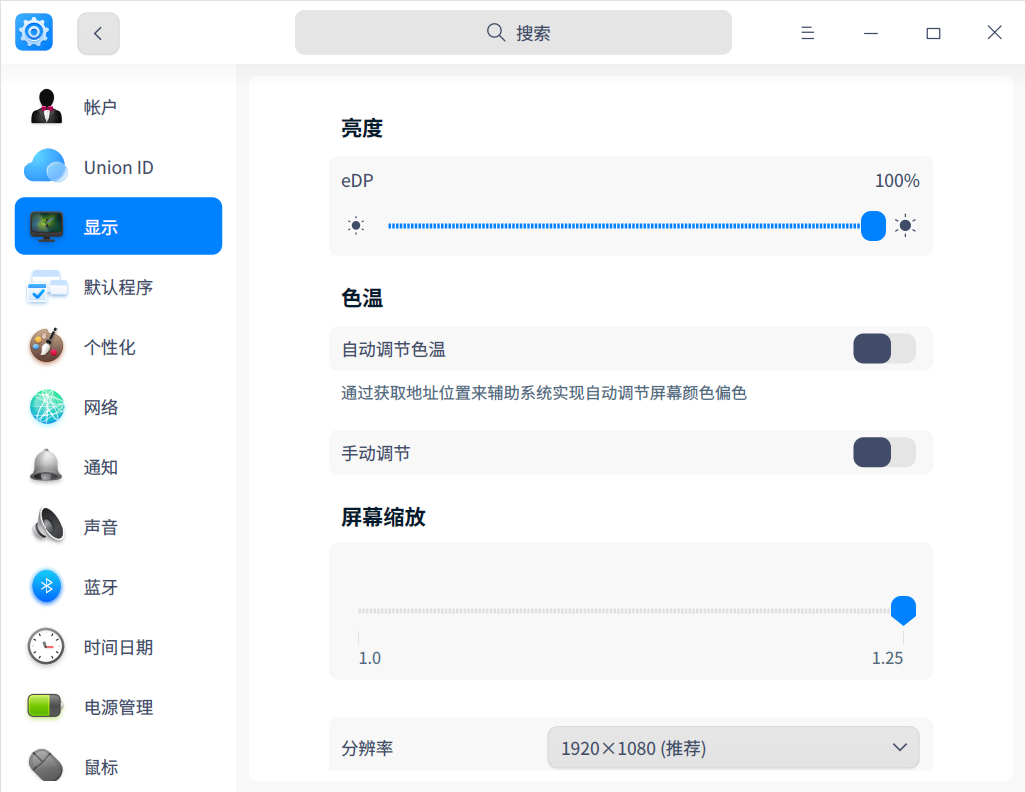 搜索
帐户
Union ID
显示
默认程序
个性化
网络
通知
声音
蓝牙
时间日期
电源管理
鼠标
亮度
eDP 100%
色温
自动调节色温
通过获取地址位置来辅助系统实现自动调节屏幕颜色偏色
手动调节
屏幕缩放
1.0 1.25
分辨率 1920×1080 (推荐)